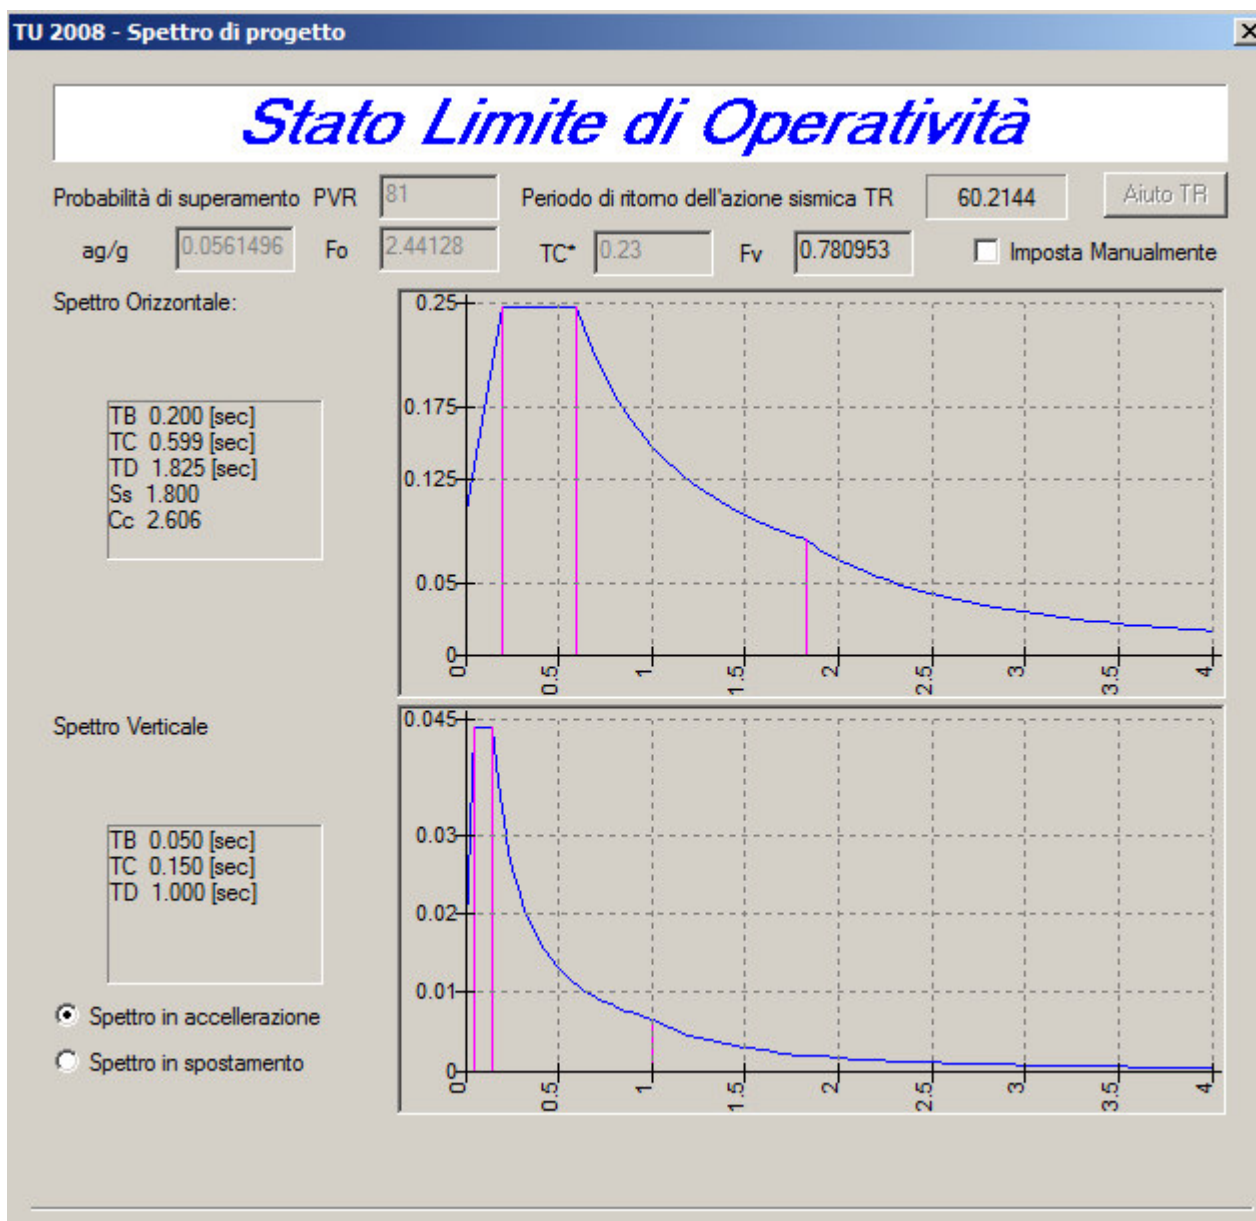 TU 2008 - Spettro di progetto
Stato Limite di Operatività
Probabilità di superamento PVR 81 Periodo di ritorno dell'azione sismica TR 60.2144 Aiuto TR
ag/g 0.0561496 Fo 2.44128 TC* 0.23 Fv 0.780953 Imposta Manualmente
Spettro Orizzontale:
TB 0.200 [sec]
TC 0.599 [sec]
TD 1.825 [sec]
Ss 1.800
Cc 2.606
0.25
0.175
0.125
0.05
0
0 0.5 1 1.5 2 2.5 3 3.5 4
Spettro Verticale
TB 0.050 [sec]
TC 0.150 [sec]
TD 1.000 [sec]
0.045
0.03
0.02
0.01
0
0 0.5 1 1.5 2 2.5 3 3.5 4
Spettro in accellerazione
Spettro in spostamento